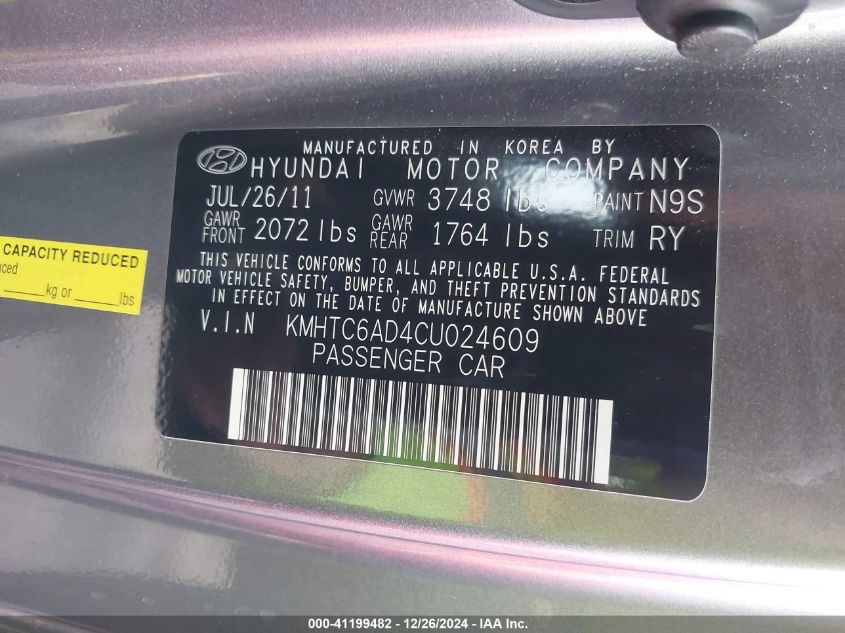 MANUFACTURED IN KOREA BY
HYUNDAI MOTOR COMPANY
JUL/26/11 GVWR 3748 lbs PAINT N9S
GAWR FRONT 2072 lbs GAWR REAR 1764 lbs TRIM RY
THIS VEHICLE CONFORMS TO ALL APPLICABLE U.S.A. FEDERAL
MOTOR VEHICLE SAFETY, BUMPER, AND THEFT PREVENTION STANDARDS
IN EFFECT ON THE DATE OF MANUFACTURE SHOWN ABOVE
V.I.N KMHTC6AD4CU024609
PASSENGER CAR
CAPACITY REDUCED
kg or lbs
000-41199482 - 12/26/2024 - IAA Inc.